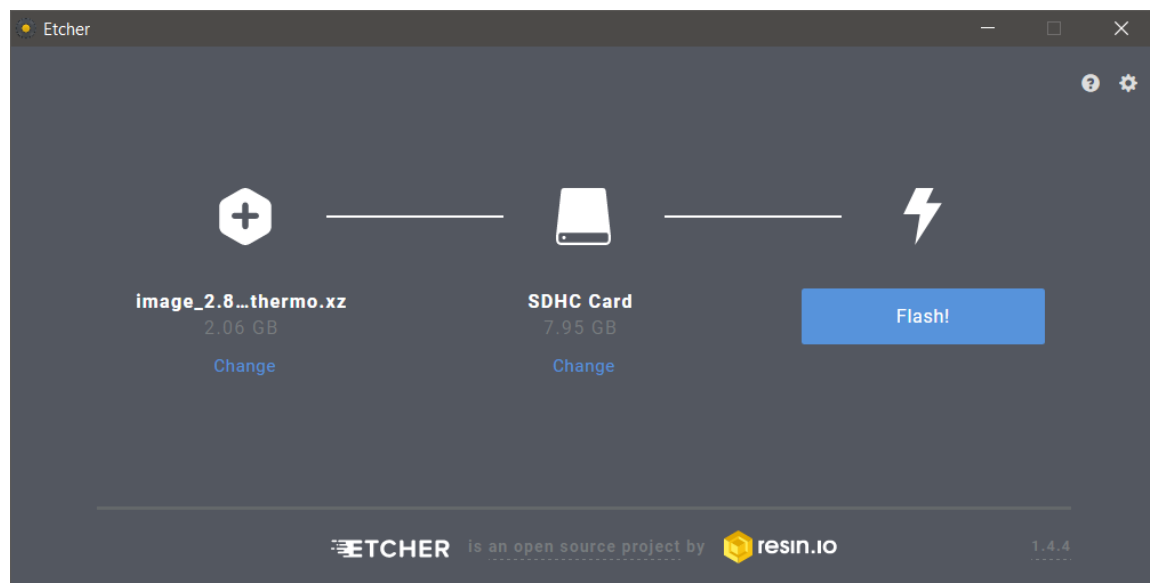 Etcher
image_2.8…thermo.xz
2.06 GB
Change
SDHC Card
7.95 GB
Change
Flash!
ETCHER is an open source project by resin.io
1.4.4